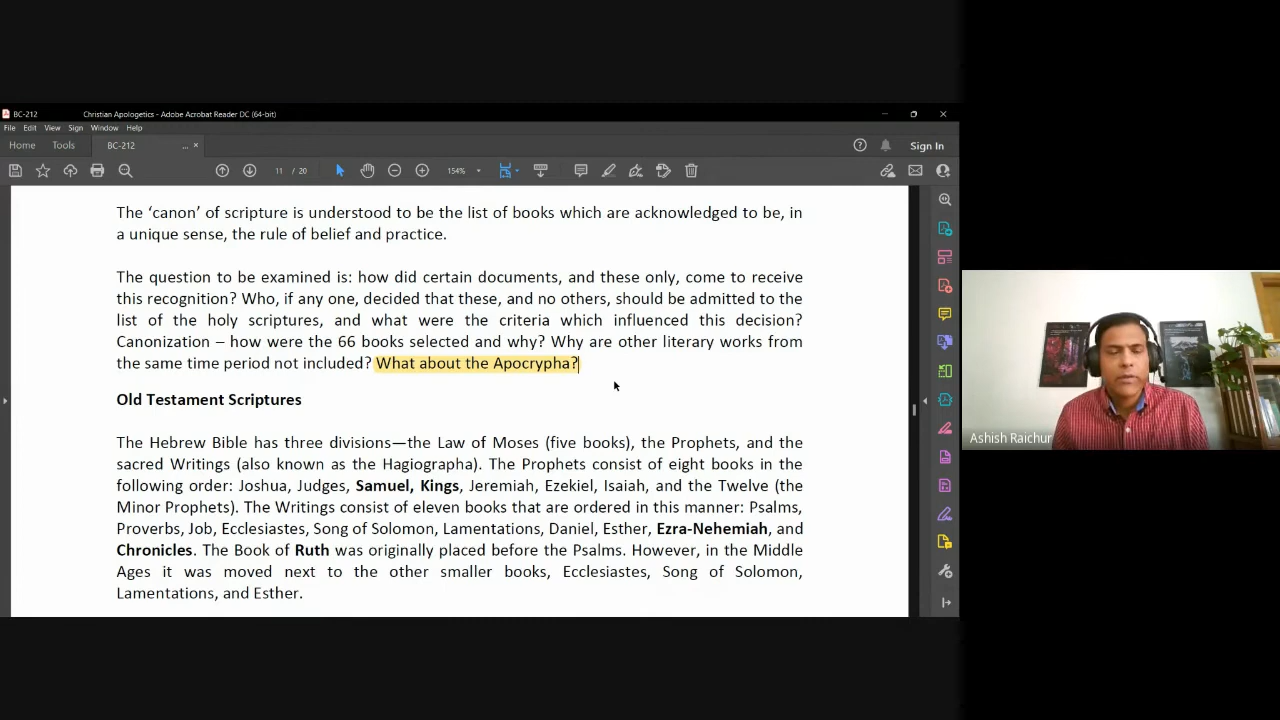 BC-212
Christian Apologetics - Adobe Acrobat Reader DC (64-bit)
File Edit View Sign Window Help
Home Tools BC-212 ... × Sign In
11 / 20 154%
The ‘canon’ of scripture is understood to be the list of books which are acknowledged to be, in
a unique sense, the rule of belief and practice.
The question to be examined is: how did certain documents, and these only, come to receive
this recognition? Who, if any one, decided that these, and no others, should be admitted to the
list of the holy scriptures, and what were the criteria which influenced this decision?
Canonization – how were the 66 books selected and why? Why are other literary works from
the same time period not included? What about the Apocrypha?
Old Testament Scriptures
The Hebrew Bible has three divisions—the Law of Moses (five books), the Prophets, and the
sacred Writings (also known as the Hagiographa). The Prophets consist of eight books in the
following order: Joshua, Judges, Samuel, Kings, Jeremiah, Ezekiel, Isaiah, and the Twelve (the
Minor Prophets). The Writings consist of eleven books that are ordered in this manner: Psalms,
Proverbs, Job, Ecclesiastes, Song of Solomon, Lamentations, Daniel, Esther, Ezra-Nehemiah, and
Chronicles. The Book of Ruth was originally placed before the Psalms. However, in the Middle
Ages it was moved next to the other smaller books, Ecclesiastes, Song of Solomon,
Lamentations, and Esther.
Ashish Raichur